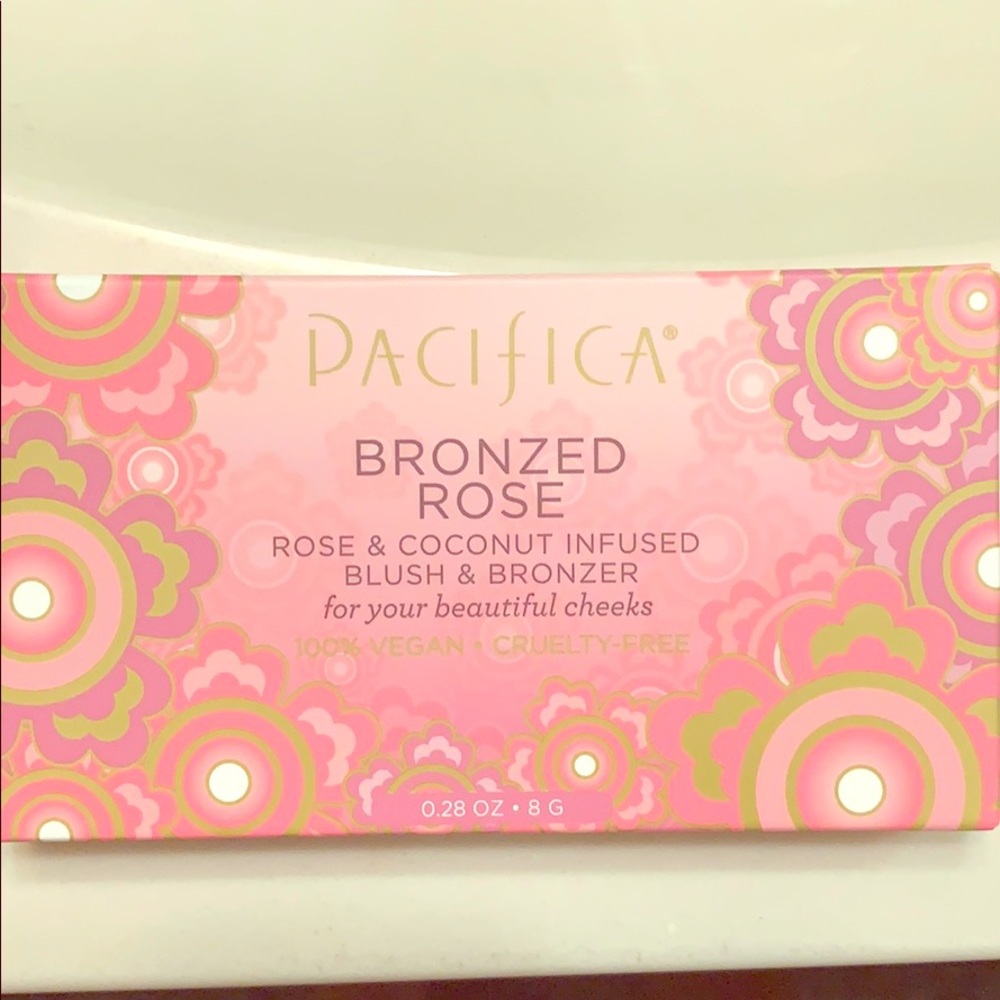 PACIFICA®
BRONZED
ROSE
ROSE & COCONUT INFUSED
BLUSH & BRONZER
for your beautiful cheeks
100% VEGAN • CRUELTY-FREE
0.28 OZ • 8 G